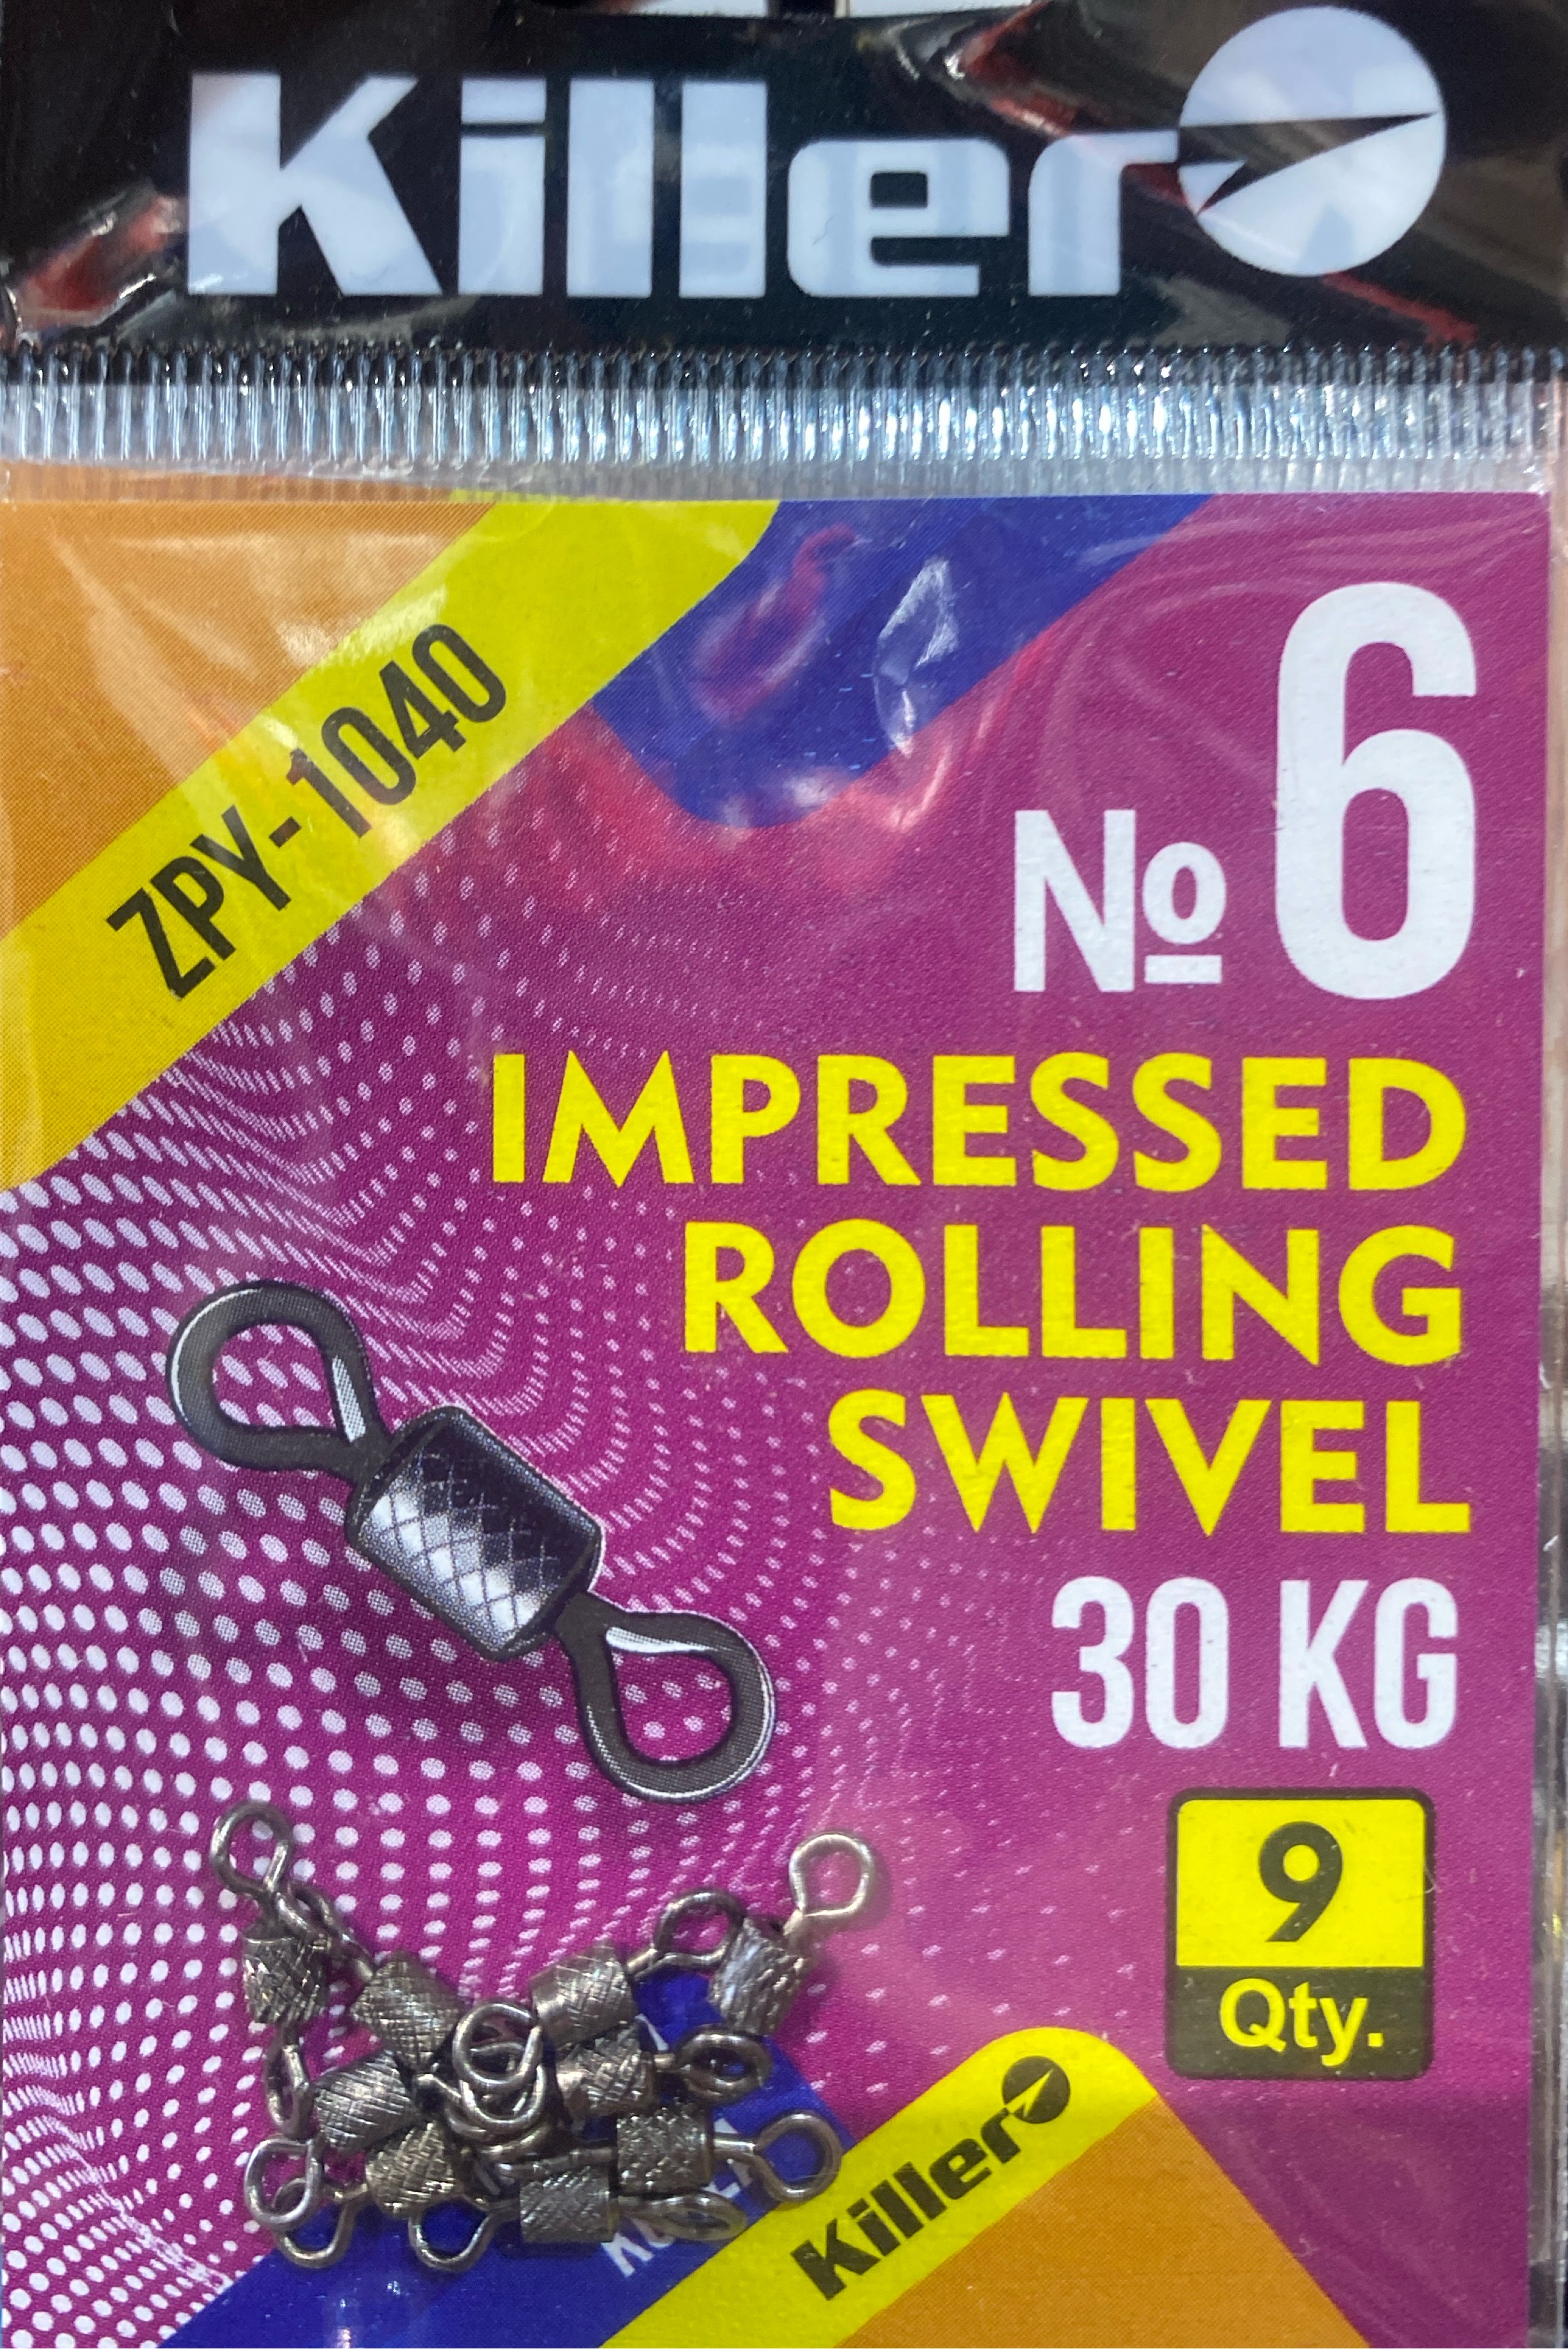 Killer
ZPY-1040
№6
IMPRESSED
ROLLING
SWIVEL
30 KG
9
Qty.
Killer